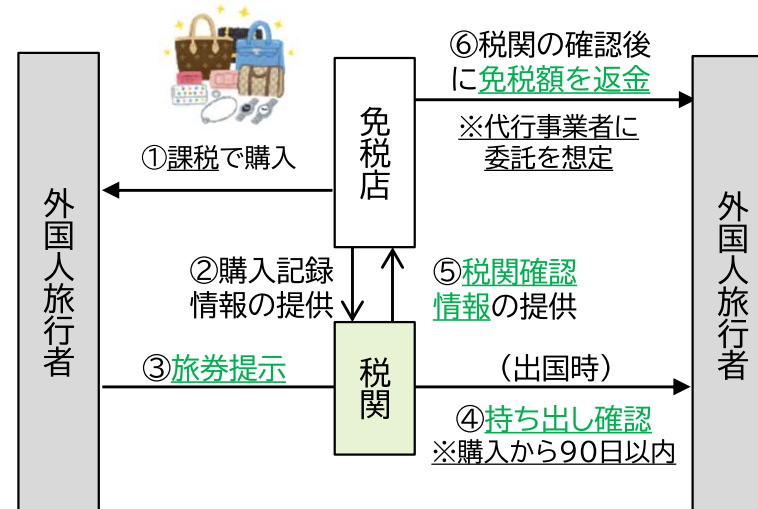 ⑥税関の確認後
に免税額を返金
※代行事業者に
委託を想定
免税店
①課税で購入
外国人旅行者
外国人旅行者
②購入記録
情報の提供
⑤税関確認
情報の提供
③旅券提示
税関
（出国時）
④持ち出し確認
※購入から90日以内